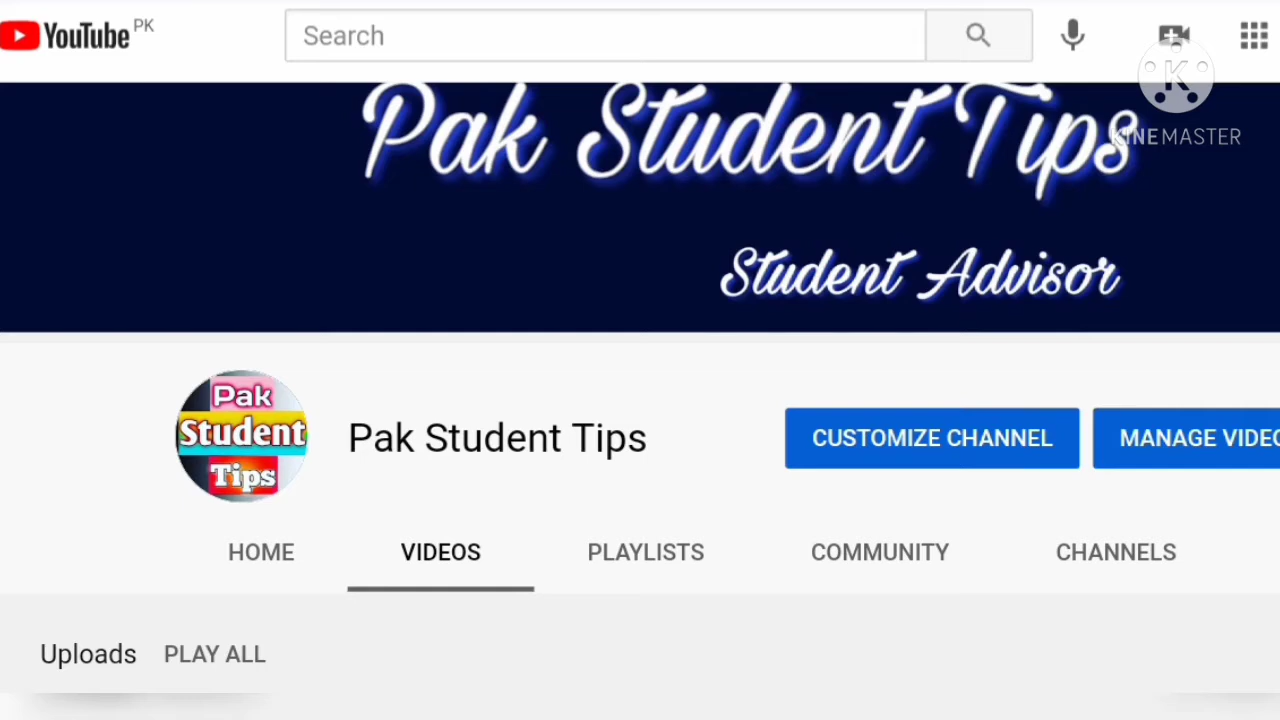 YouTube PK
Search
K
KINEMASTER
Pak Student Tips
Student Advisor
Pak
Student
Tips
Pak Student Tips
CUSTOMIZE CHANNEL
MANAGE VIDEO
HOME VIDEOS PLAYLISTS COMMUNITY CHANNELS
Uploads PLAY ALL